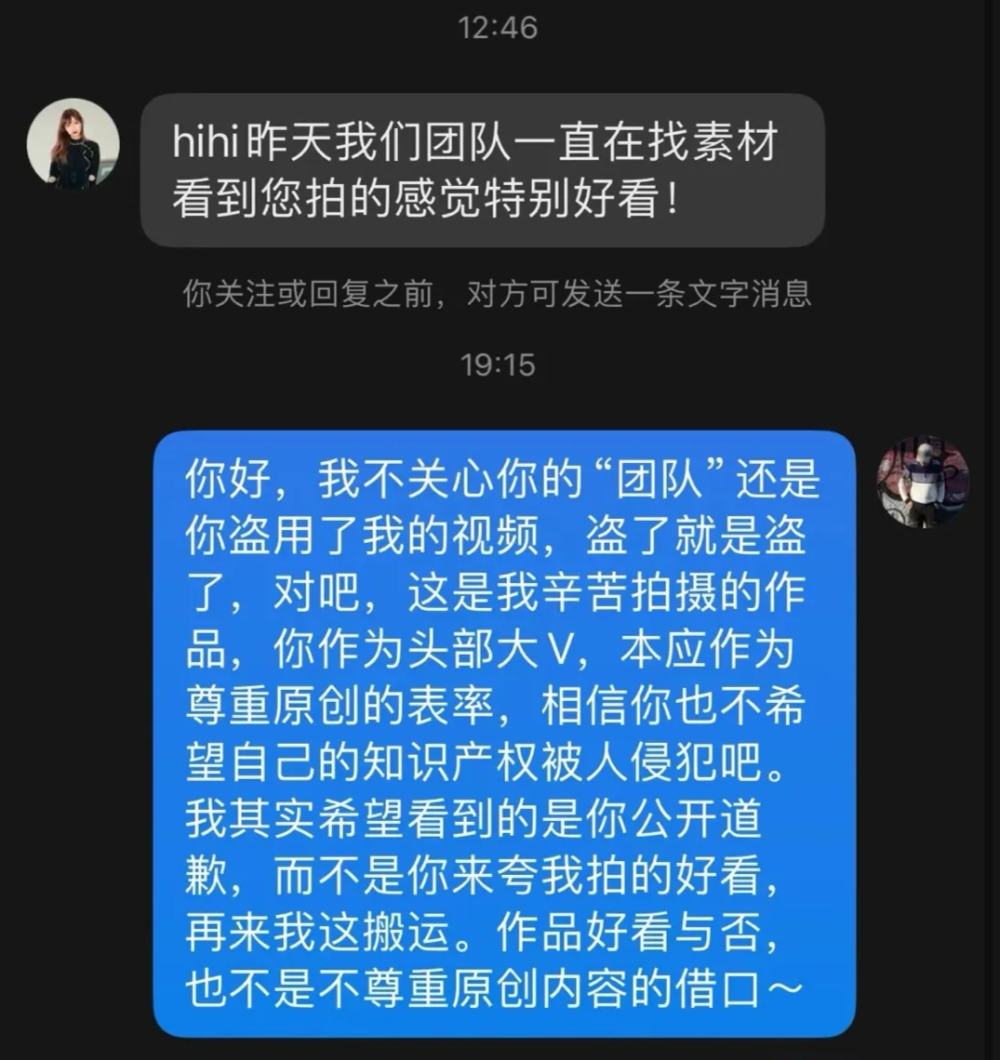 12:46
hihi昨天我们团队一直在找素材
看到您拍的感觉特别好看！
你关注或回复之前，对方可发送一条文字消息
19:15
你好，我不关心你的“团队”还是
你盗用了我的视频，盗了就是盗
了，对吧，这是我辛苦拍摄的作
品，你作为头部大V，本应作为
尊重原创的表率，相信你也不希
望自己的知识产权被人侵犯吧。
我其实希望看到的是你公开道
歉，而不是你来夸我拍的好看，
再来我这搬运。作品好看与否，
也不是不尊重原创内容的借口～